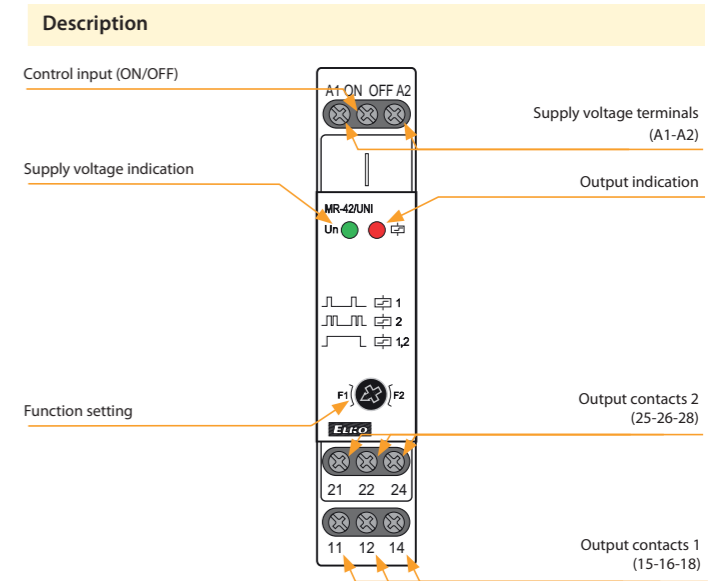 Description
Control input (ON/OFF)
A1 ON OFF A2
Supply voltage terminals
(A1-A2)
Supply voltage indication
Output indication
MR-42/UNI
Un
1
2
1,2
F1
F2
Function setting
Output contacts 2
(25-26-28)
ELKO
21 22 24
11 12 14
Output contacts 1
(15-16-18)